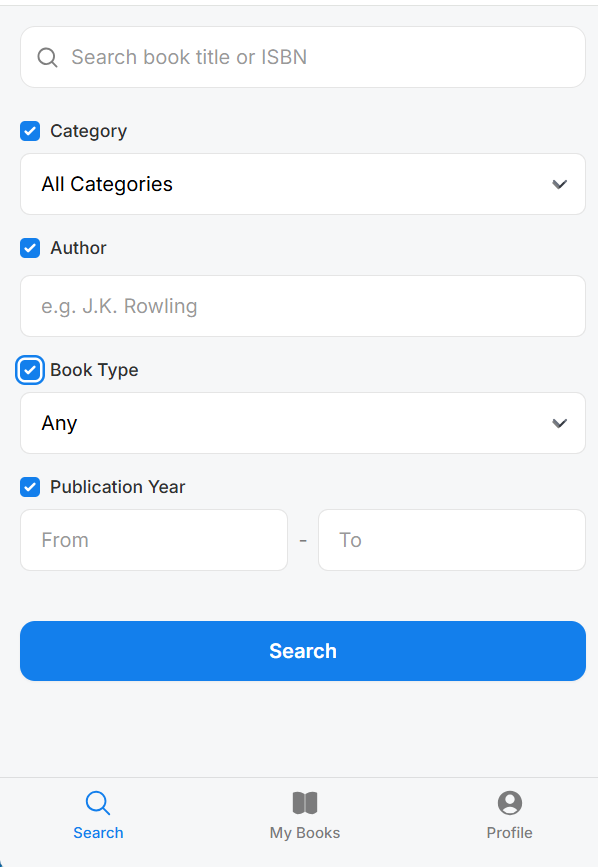 Search book title or ISBN
Category
All Categories
Author
e.g. J.K. Rowling
Book Type
Any
Publication Year
From - To
Search
Search My Books Profile